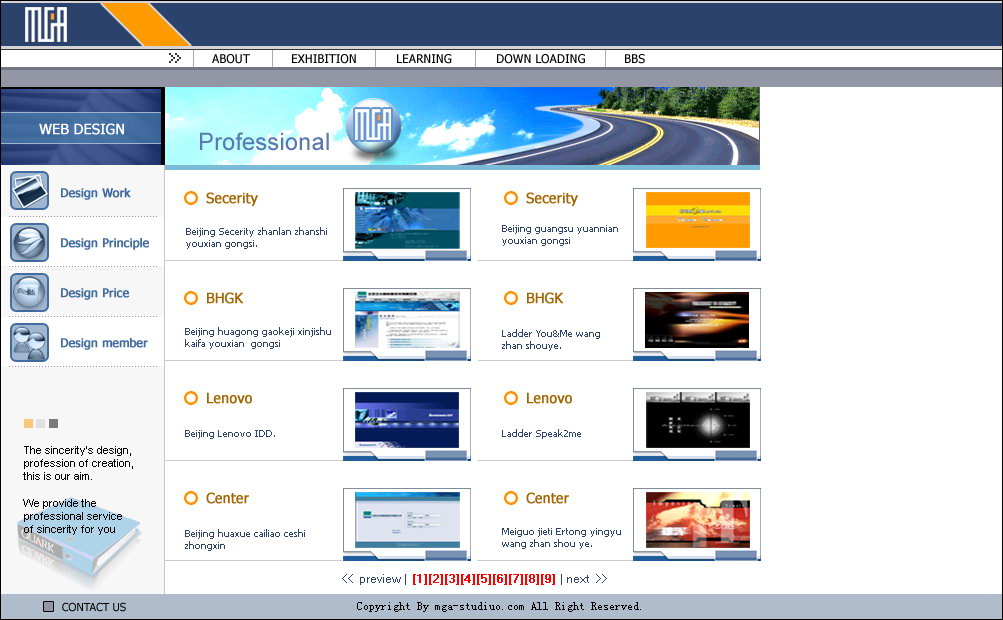 MGA
>> ABOUT EXHIBITION LEARNING DOWN LOADING BBS
WEB DESIGN
Professional MGA
Design Work
Design Principle
Design Price
Design member
The sincerity's design,
profession of creation,
this is our aim.
We provide the
professional service
of sincerity for you
Secerity
Beijing Secerity zhanlan zhanshi
youxian gongsi.
Secerity
Beijing guangsu yuannian
youxian gongsi
BHGK
Beijing huagong gaokeji xinjishu
kaifa youxian gongsi
BHGK
Ladder You&Me wang
zhan shouye.
Lenovo
Beijing Lenovo IDD.
Lenovo
Ladder Speak2me
Center
Beijing huaxue cailiao ceshi
zhongxin
Center
Meiguo jieti Ertong yingyu
wang zhan shou ye.
<< preview | [1][2][3][4][5][6][7][8][9] | next >>
CONTACT US
Copyright By mga-studiuo.com All Right Reserved.